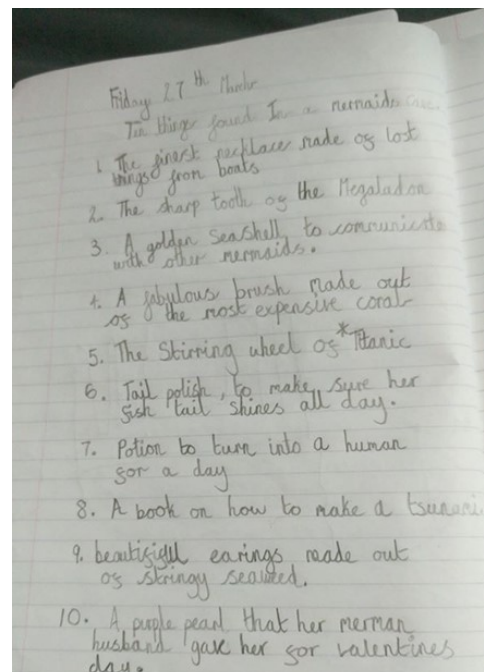 Friday 27th March
Ten things found In a mermaids cave
1. The finest necklace made of lost
things from boats
2. The sharp tooth of the Megaladon
3. A golden seashell, to communicate
with other mermaids.
4. A fabulous brush made out
of the most expensive coral
5. The Stirring wheel of *Titanic
6. Tail polish, to make sure her
fish tail shines all day.
7. Potion to turn into a human
for a day
8. A book on how to make a tsunami
9. beautifull earings made out
of stringy seaweed.
10. A purple pearl that her merman
husband gave her for valentines
day.